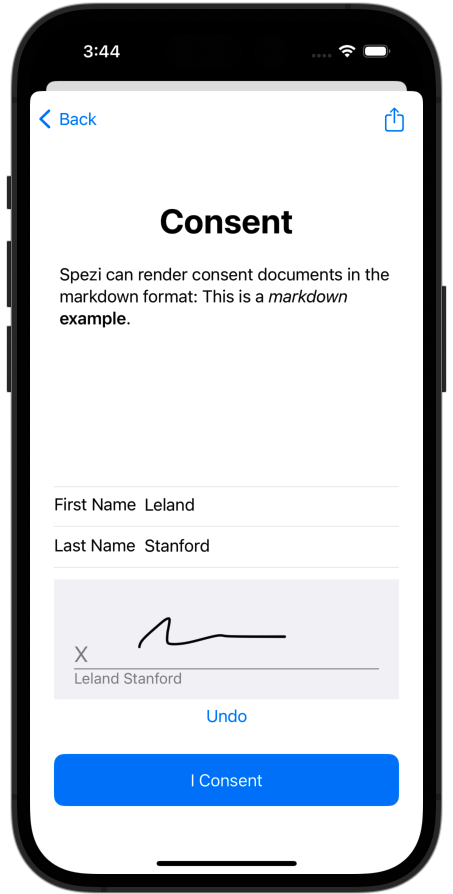 3:44
Back
Consent
Spezi can render consent documents in the
markdown format: This is a markdown
example.
First Name Leland
Last Name Stanford
X
Leland Stanford
Undo
I Consent